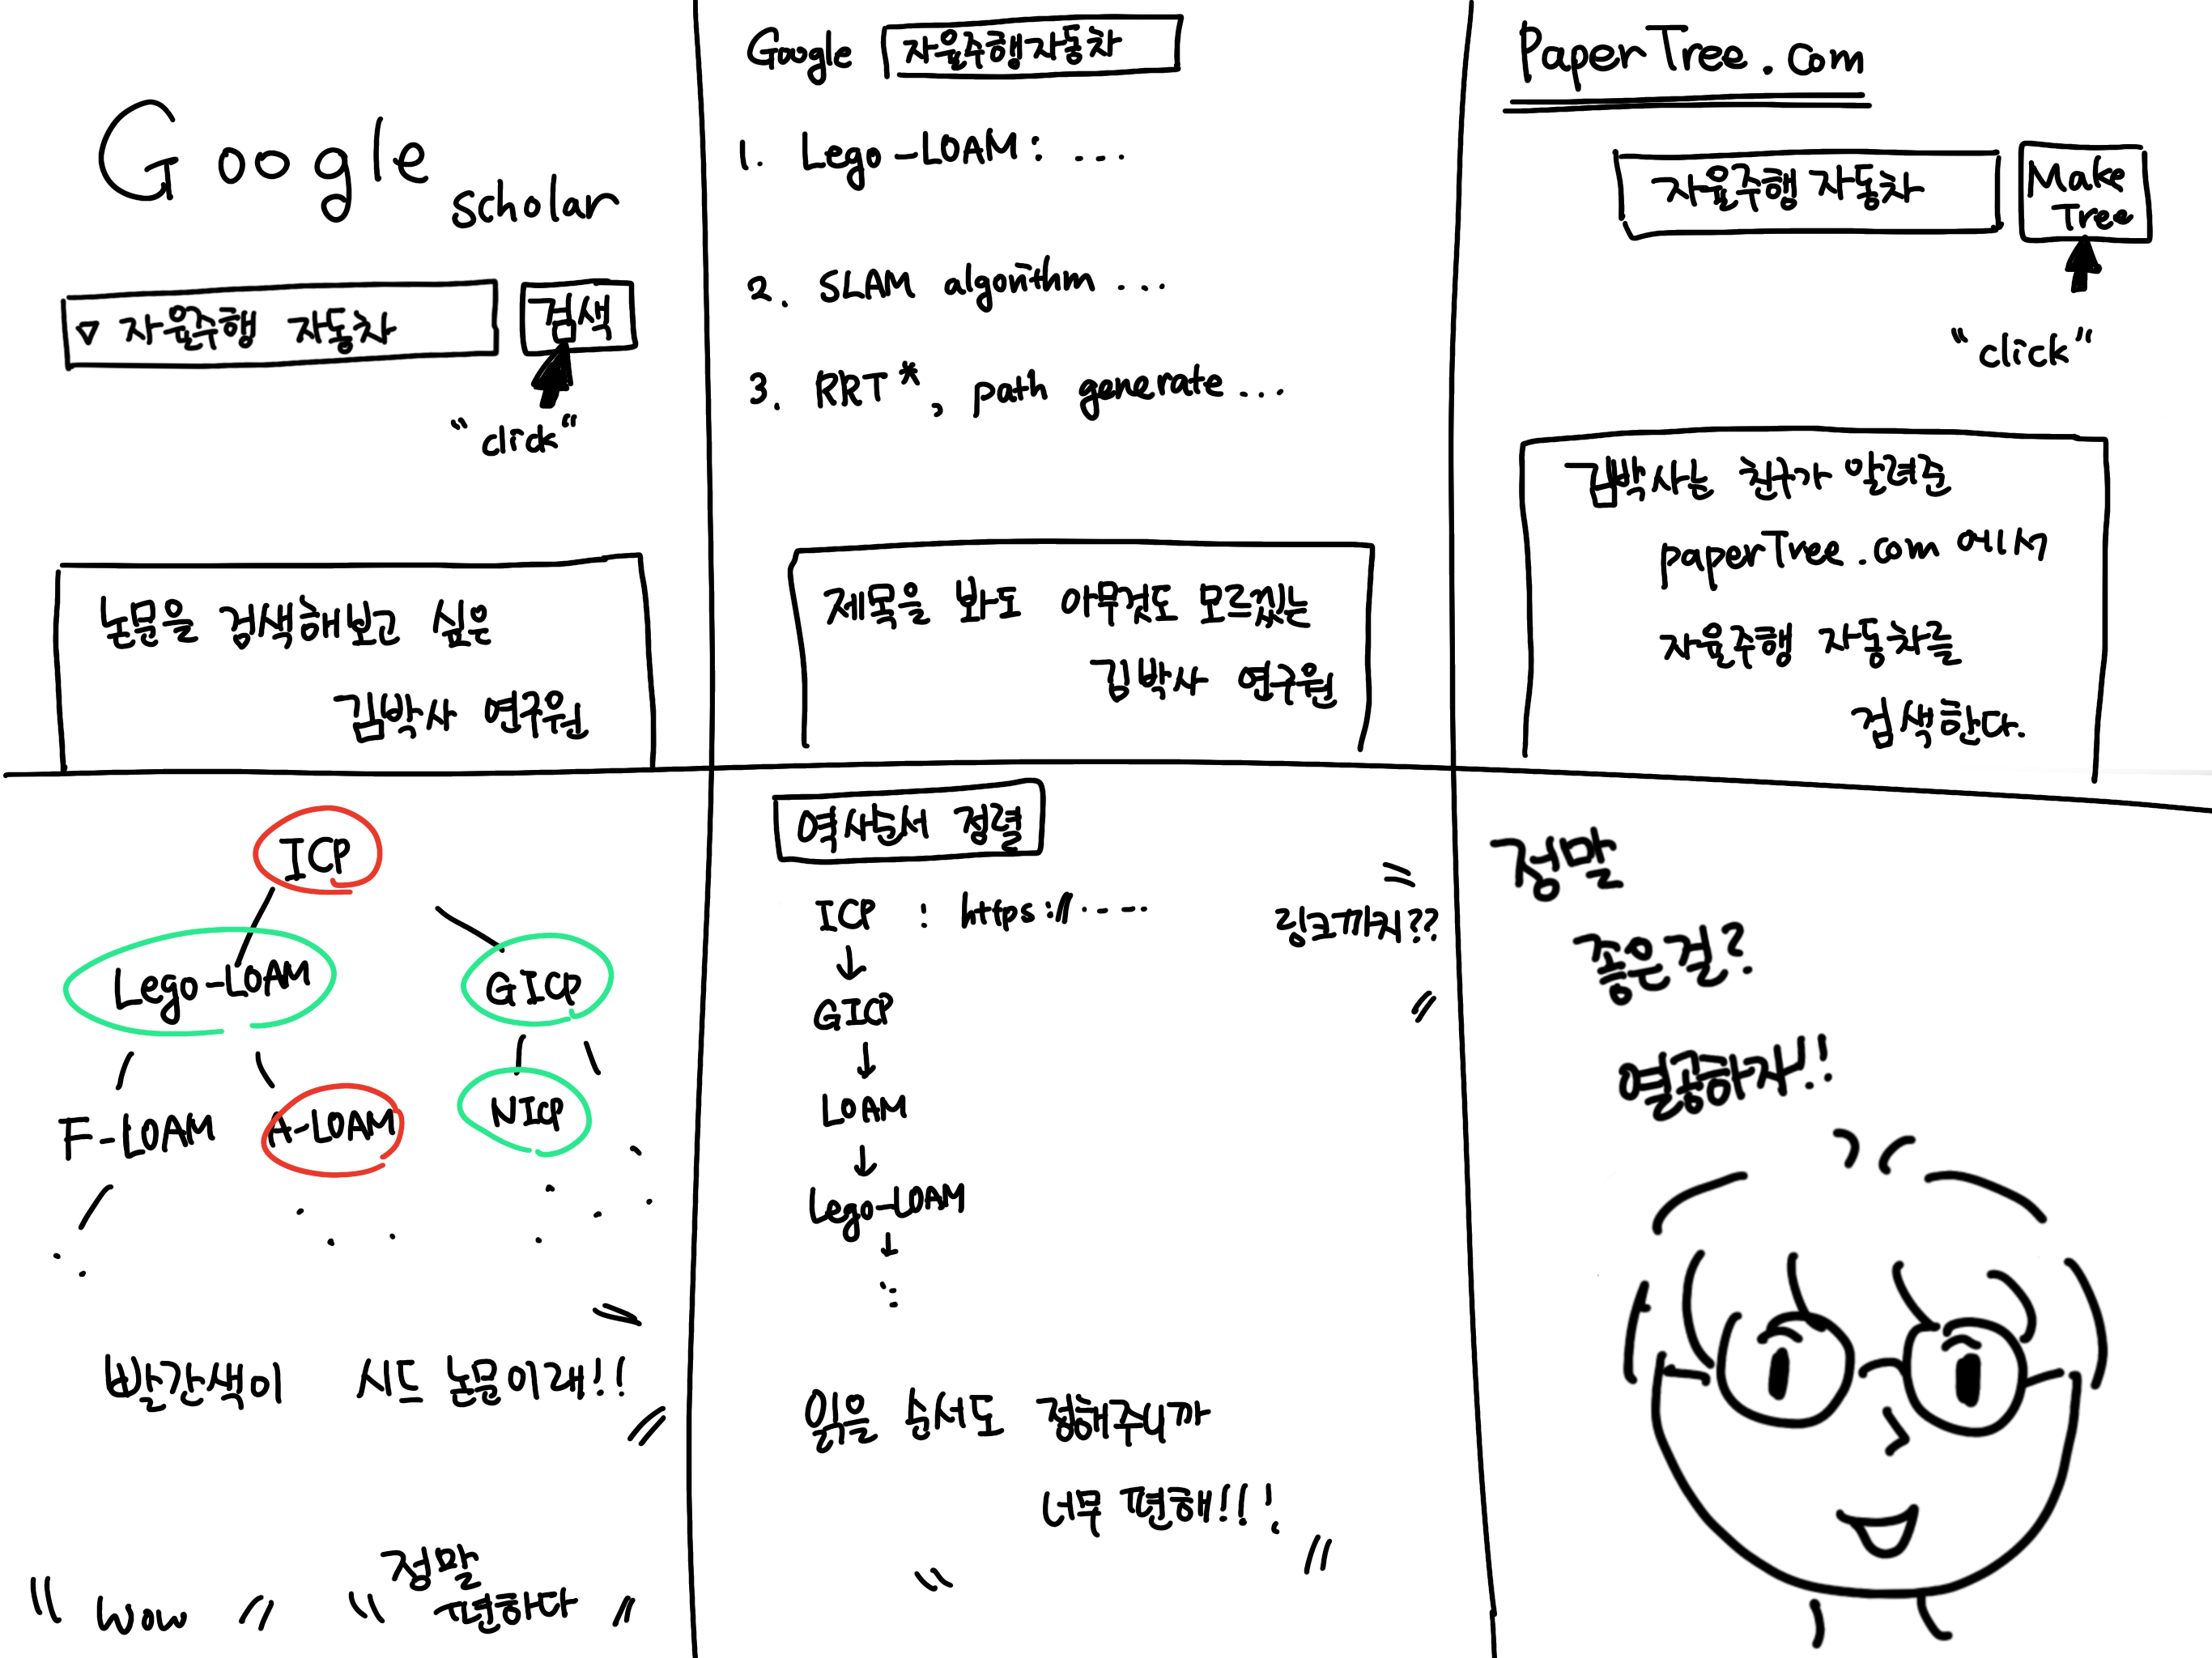 Google scholar
▽ 자율주행 자동차
검색
"click"
논문을 검색해보고 싶은
김박사 연구원
Google 자율주행자동차
1. Lego-LOAM: ...
2. SLAM algorithm ...
3. RRT*, path generate...
제목을 봐도 아무것도 모르겠는
김박사 연구원
PaperTree.com
자율주행 자동차
Make
Tree
"click"
김박사는 친구가 알려준
paperTree.com 에서
자율주행 자동차를
검색한다.
ICP
Lego-LOAM
GICP
F-LOAM
A-LOAM
NICP
빨간색이 시드 논문이래!!
"wow"
"정말
편하다"
역사순서 정렬
ICP : https://.....
링크까지??
GICP
LOAM
Lego-LOAM
읽을 순서도 정해주니까
너무 편해!!!
정말
좋은걸?
열공하자!!